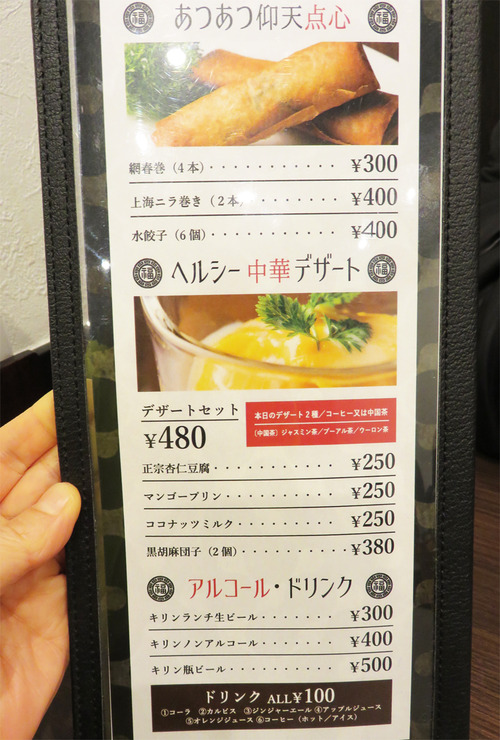 あつあつ仰天点心
網春巻（4本）・・・・・・・・・・・ ¥300
上海ニラ巻き（2本）・・・・・・・・ ¥400
水餃子（6個）・・・・・・・・・・・ ¥400
福 ヘルシー中華デザート 福
デザートセット
¥480
本日のデザート2種／コーヒー又は中国茶
〔中国茶〕ジャスミン茶／プーアル茶／ウーロン茶
正宗杏仁豆腐・・・・・・・・・・・ ¥250
マンゴープリン・・・・・・・・・・ ¥250
ココナッツミルク・・・・・・・・・ ¥250
黒胡麻団子（2個）・・・・・・・・・・ ¥380
福 アルコール・ドリンク 福
キリンランチ生ビール・・・・・・・・ ¥300
キリンノンアルコール・・・・・・・・ ¥400
キリン瓶ビール・・・・・・・・・・ ¥500
ドリンク ALL¥100
①コーラ ②カルピス ③ジンジャーエール ④アップルジュース
⑤オレンジジュース ⑥コーヒー（ホット／アイス）